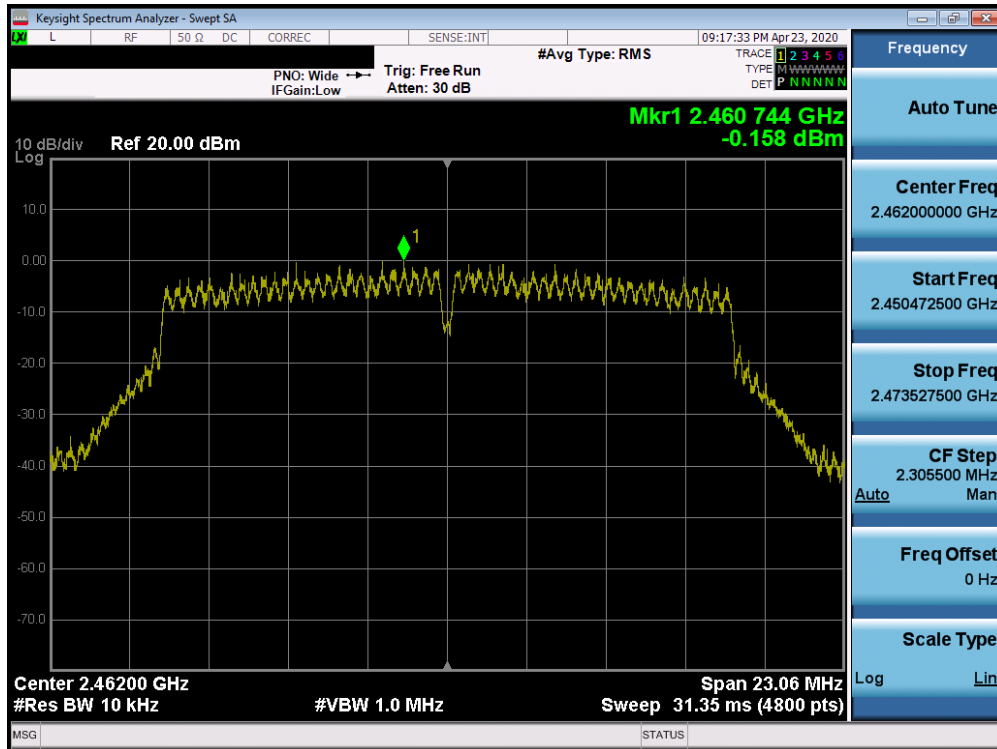 Keysight Spectrum Analyzer - Swept SA
LXI L RF 50 Ω DC CORREC SENSE:INT 09:17:33 PM Apr 23, 2020
PNO: Wide
IFGain:Low
Trig: Free Run
Atten: 30 dB
#Avg Type: RMS
TRACE 1 2 3 4 5 6
TYPE M WWWWW
DET P N N N N N
Mkr1 2.460 744 GHz
-0.158 dBm
10 dB/div Ref 20.00 dBm
Log
10.0
0.00
-10.0
-20.0
-30.0
-40.0
-50.0
-60.0
-70.0
1
Center 2.46200 GHz Span 23.06 MHz
#Res BW 10 kHz #VBW 1.0 MHz Sweep 31.35 ms (4800 pts)
MSG STATUS
Frequency
Auto Tune
Center Freq
2.462000000 GHz
Start Freq
2.450472500 GHz
Stop Freq
2.473527500 GHz
CF Step
2.305500 MHz
Auto Man
Freq Offset
0 Hz
Scale Type
Log Lin